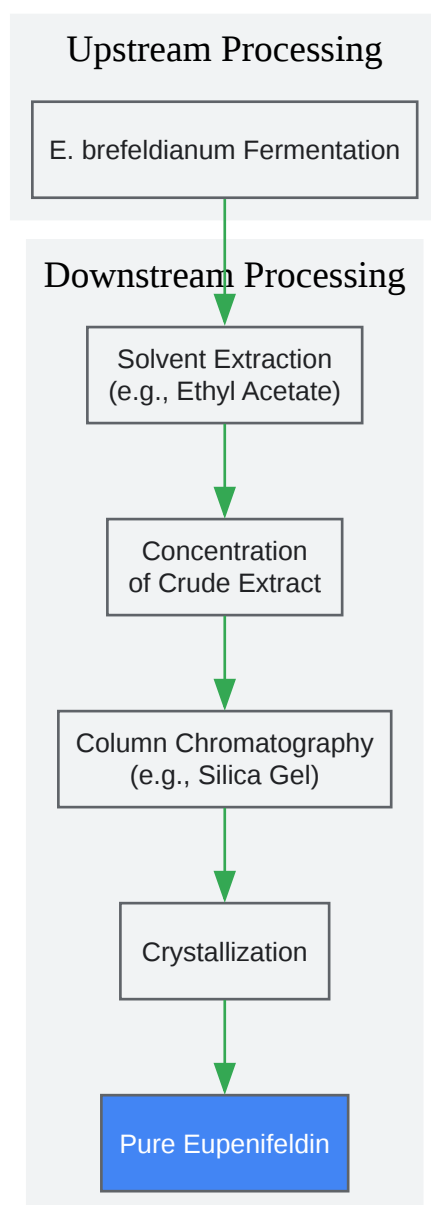 Upstream Processing
E. brefeldianum Fermentation
Downstream Processing
Solvent Extraction
(e.g., Ethyl Acetate)
Concentration
of Crude Extract
Column Chromatography
(e.g., Silica Gel)
Crystallization
Pure Eupenifeldin